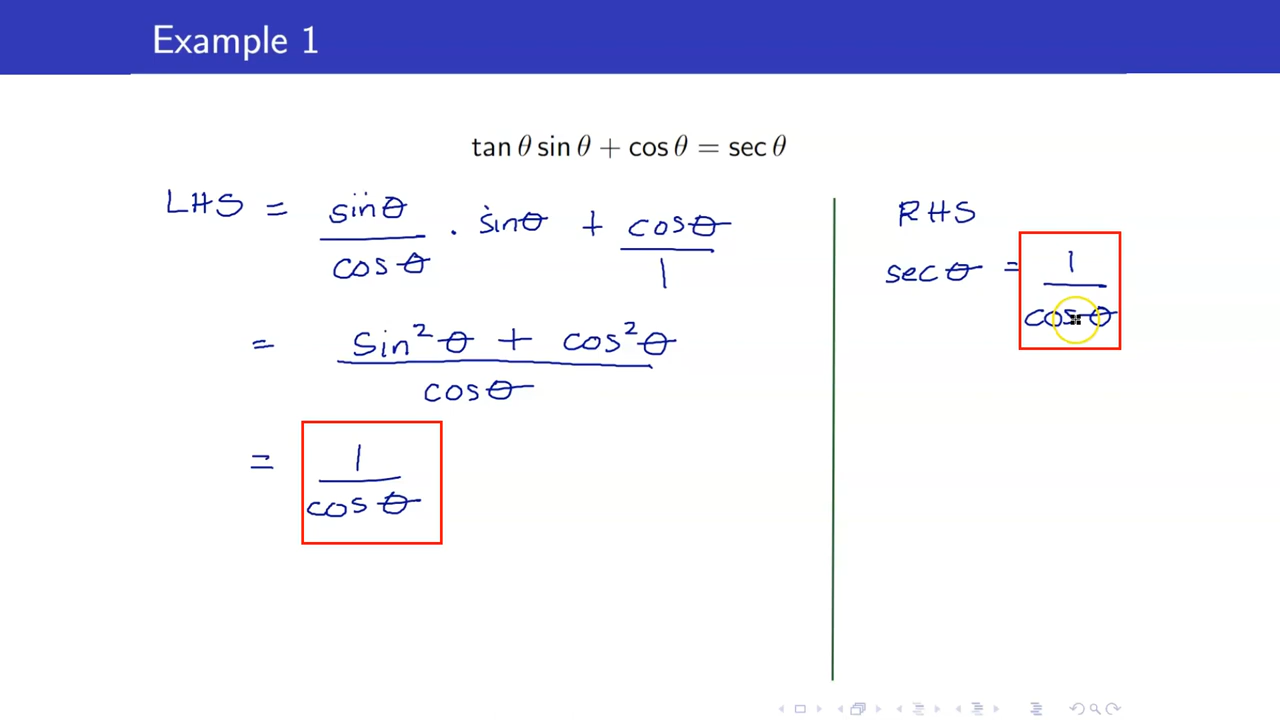 Example 1
tan θ sin θ + cos θ = sec θ
LHS = sinθ/cosθ . sinθ + cosθ/1
= sin²θ + cos²θ/cosθ
= 1/cosθ
RHS
secθ = 1/cosθ